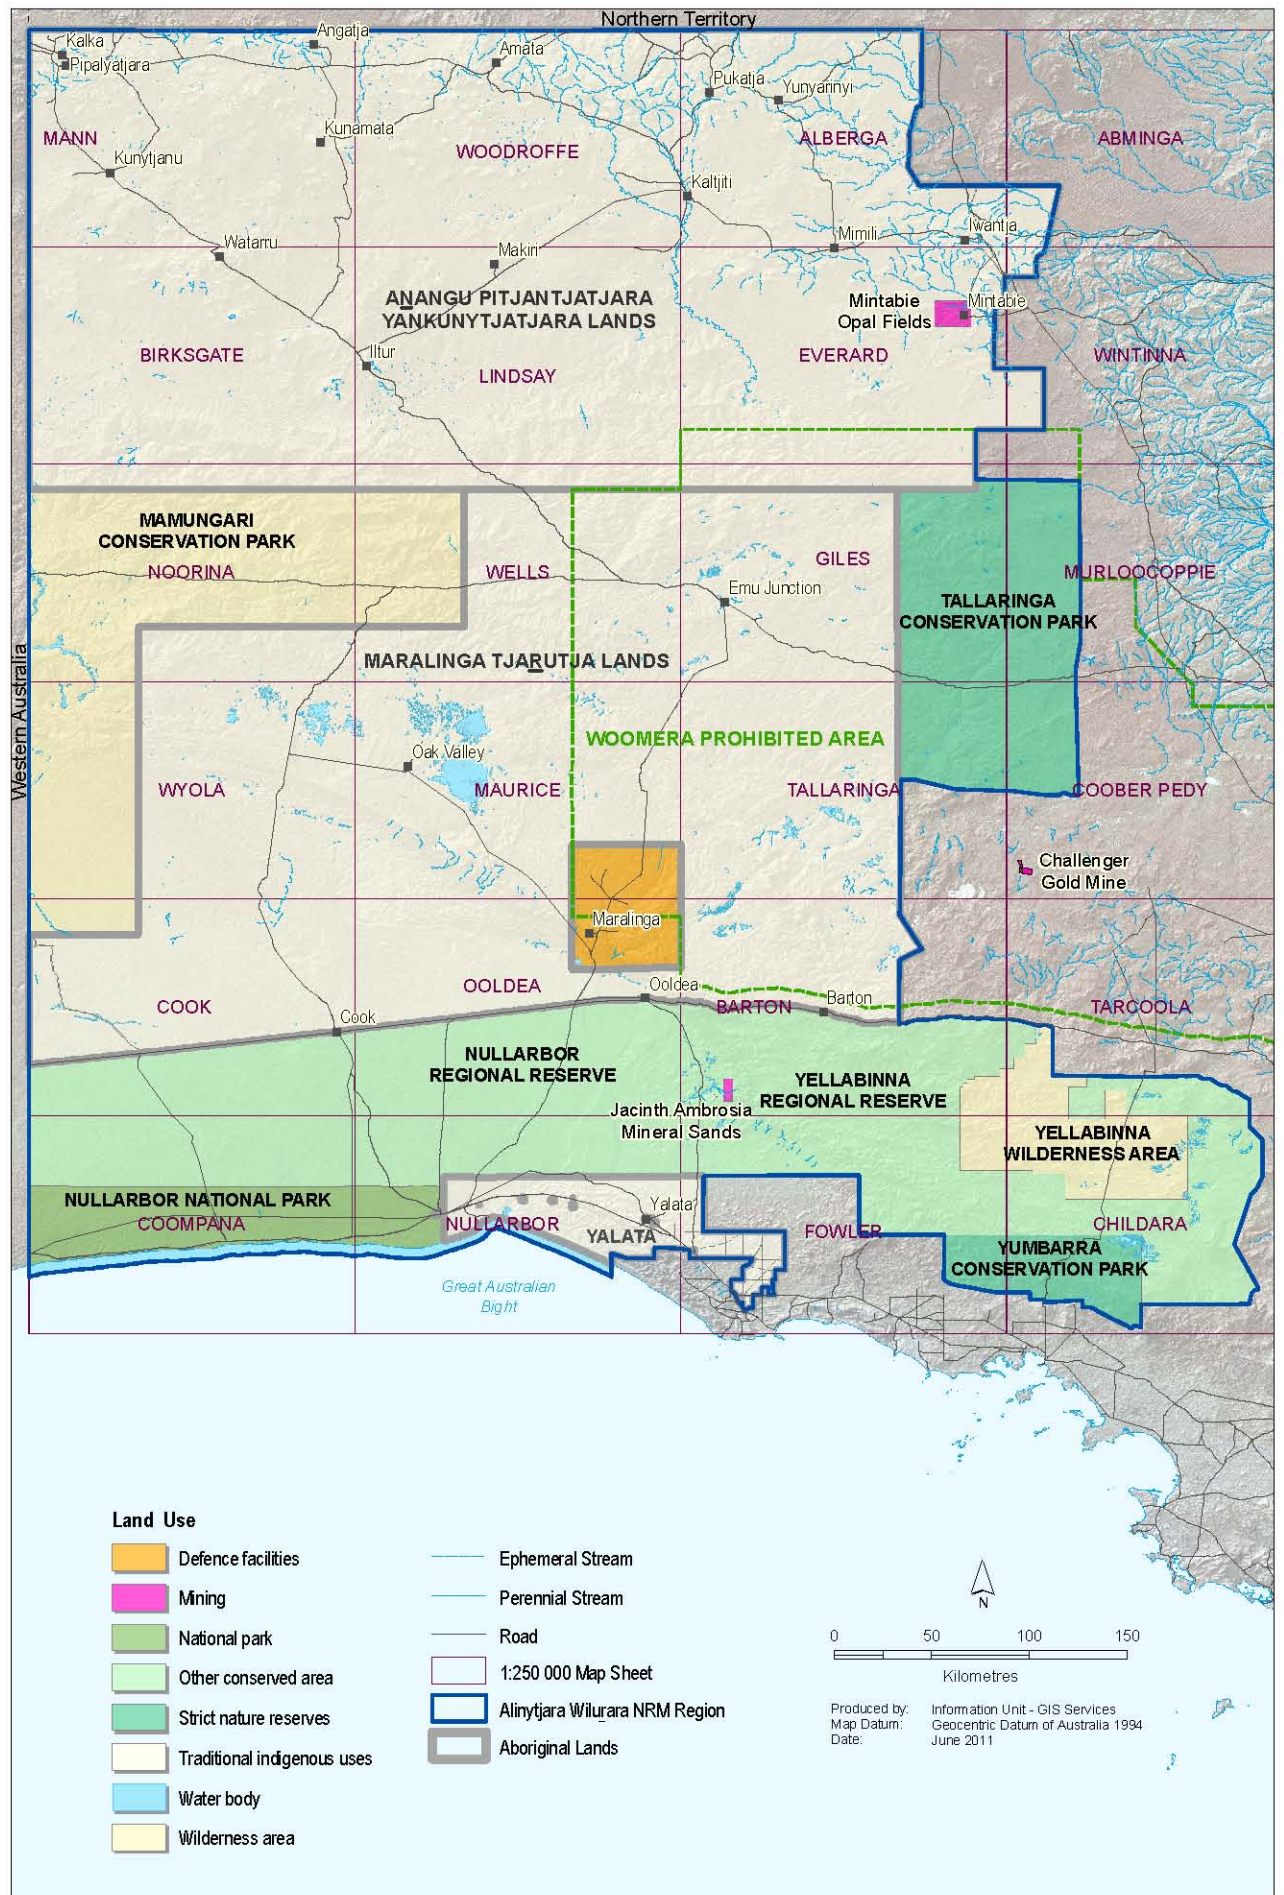 Northern Territory
Kalka
Pipalyatjara
Angatja
Amata
Pukatja
Yunyarinyi
MANN
Kunamata
WOODROFFE
ALBERGA
ABMINGA
Kunytjanu
Kaltjiti
Watarru
Makiri
Mimili
Iwantja
AṈANGU PITJANTJATJARA
YANKUNYTJATJARA LANDS
Mintabie
Opal Fields
Mintabie
BIRKSGATE
Iltur
LINDSAY
EVERARD
WINTINNA
MAMUNGARI
CONSERVATION PARK
NOORINA
WELLS
GILES
MURLOOCOPPIE
Emu Junction
TALLARINGA
CONSERVATION PARK
Western Australia
MARALINGA TJAṞUTJA LANDS
WOOMERA PROHIBITED AREA
Oak Valley
WYOLA
MAURICE
TALLARINGA
COOBER PEDY
Challenger
Gold Mine
Maralinga
COOK
OOLDEA
Ooldea
BARTON
Barton
TARCOOLA
Cook
NULLARBOR
REGIONAL RESERVE
YELLABINNA
REGIONAL RESERVE
Jacinth Ambrosia
Mineral Sands
YELLABINNA
WILDERNESS AREA
NULLARBOR NATIONAL PARK
COOMPANA
NULLARBOR
Yalata
YALATA
FOWLER
CHILDARA
YUMBARRA
CONSERVATION PARK
Great Australian
Bight
Land Use
Defence facilities
Mining
National park
Other conserved area
Strict nature reserves
Traditional indigenous uses
Water body
Wilderness area
Ephemeral Stream
Perennial Stream
Road
1:250 000 Map Sheet
Alinytjara Wilurara NRM Region
Aboriginal Lands
N
0 50 100 150
Kilometres
Produced by: Information Unit - GIS Services
Map Datum: Geocentric Datum of Australia 1994
Date: June 2011